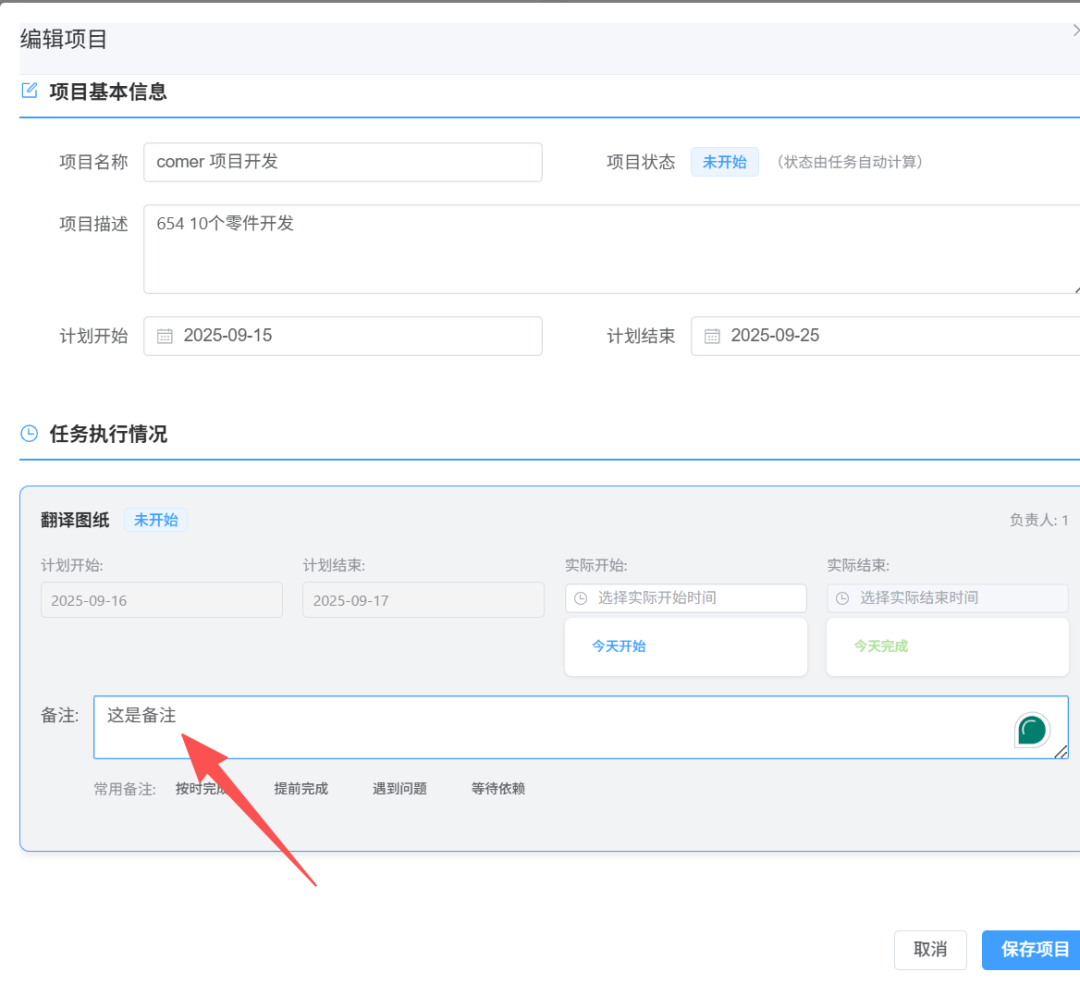 编辑项目
项目基本信息
项目名称 comer 项目开发 项目状态 未开始 (状态由任务自动计算)
项目描述 654 10个零件开发
计划开始 2025-09-15 计划结束 2025-09-25
任务执行情况
翻译图纸 未开始 负责人: 1
计划开始: 计划结束: 实际开始: 实际结束:
2025-09-16 2025-09-17 选择实际开始时间 选择实际结束时间
今天开始 今天完成
备注: 这是备注
常用备注: 按时完成 提前完成 遇到问题 等待依赖
取消 保存项目